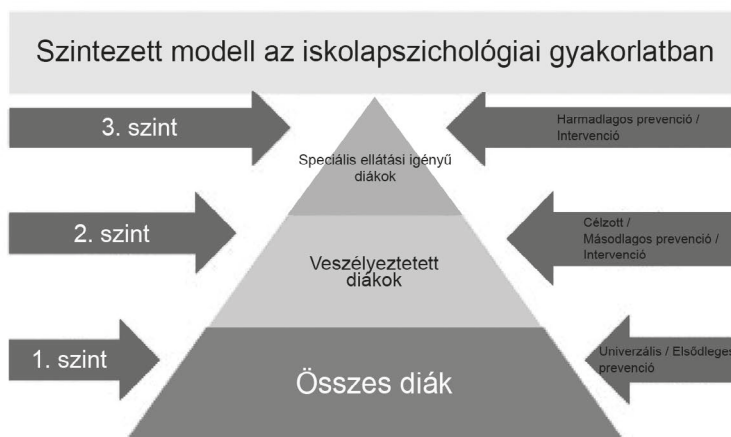 Szintezett modell az iskolapszichológiai gyakorlatban
3. szint
Speciális ellátási igényű
diákok
Harmadlagos prevenció /
Intervenció
2. szint
Veszélyeztetett
diákok
Célzott /
Másodlagos prevenció /
Intervenció
1. szint
Összes diák
Univerzális / Elsődleges
prevenció